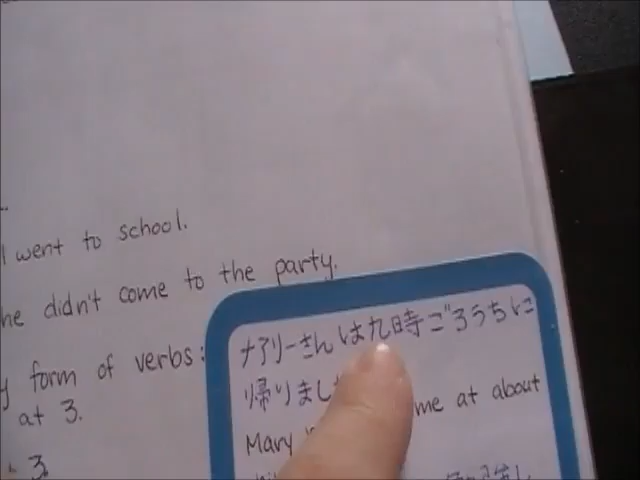 I went to school.
he didn't come to the party.
form of verbs:
at 3.
3
ナアリーさんは九時ごろうちに
帰りまし
Mary
me at about